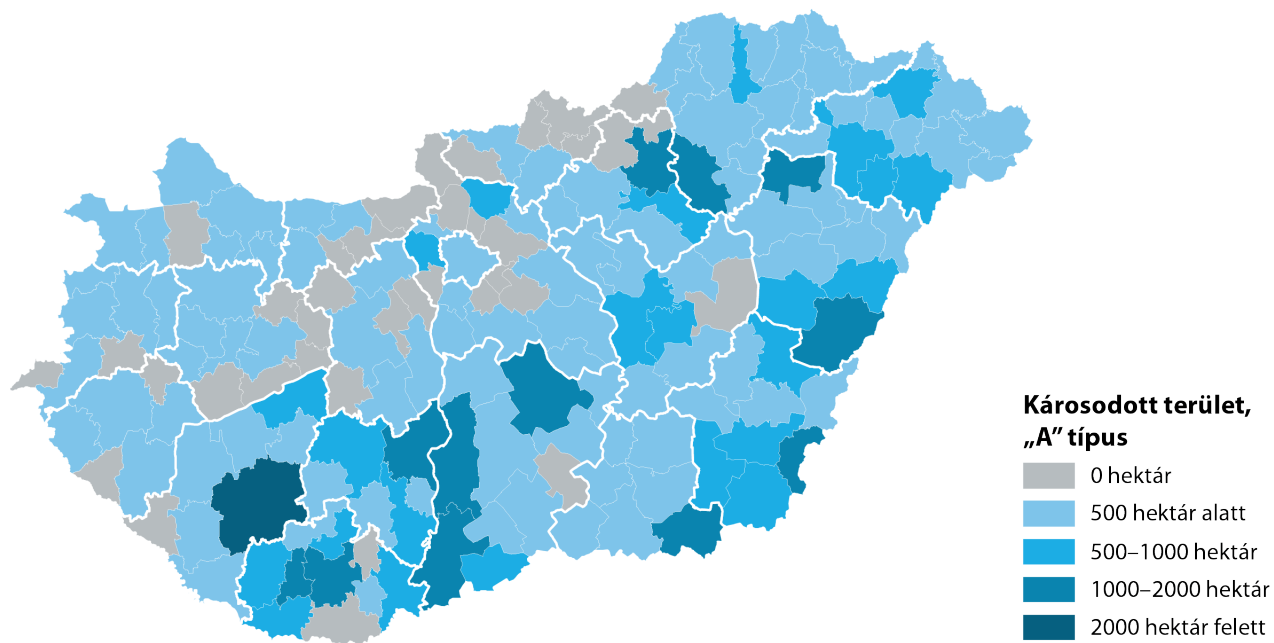 Károsodott terület,
„A” típus
0 hektár
500 hektár alatt
500–1000 hektár
1000–2000 hektár
2000 hektár felett